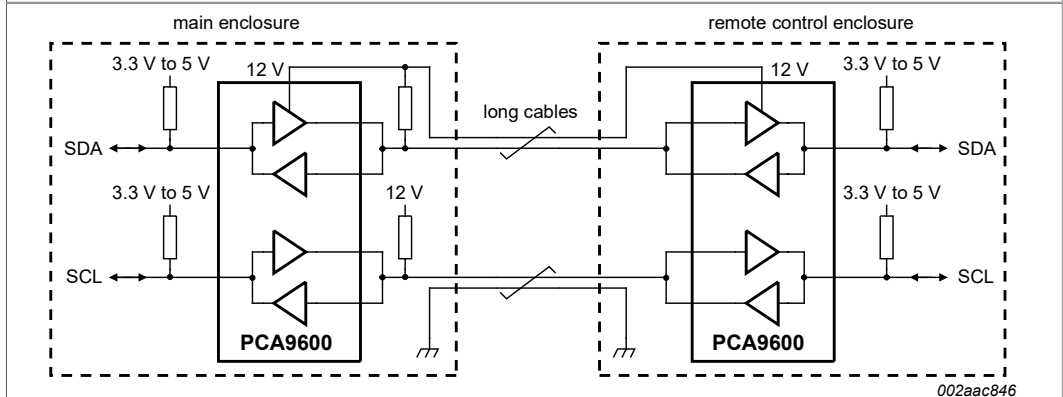 main enclosure
remote control enclosure
3.3 V to 5 V
12 V
12 V
3.3 V to 5 V
long cables
SDA
SDA
3.3 V to 5 V
12 V
3.3 V to 5 V
SCL
SCL
PCA9600
PCA9600
002aac846